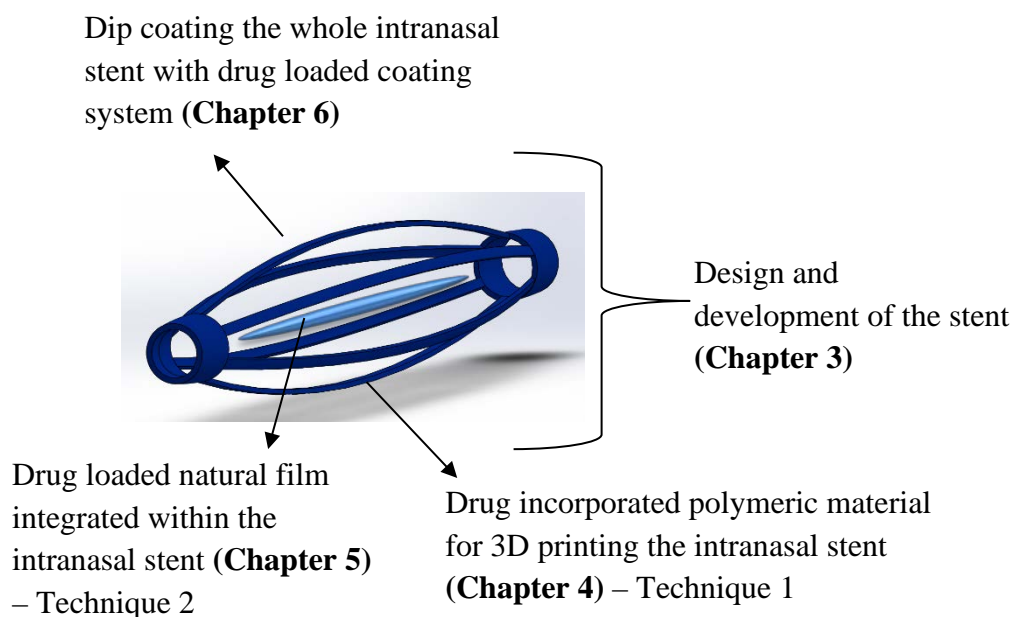 Dip coating the whole intranasal
stent with drug loaded coating
system (Chapter 6)
Design and
development of the stent
(Chapter 3)
Drug loaded natural film
integrated within the
intranasal stent (Chapter 5)
– Technique 2
Drug incorporated polymeric material
for 3D printing the intranasal stent
(Chapter 4) – Technique 1